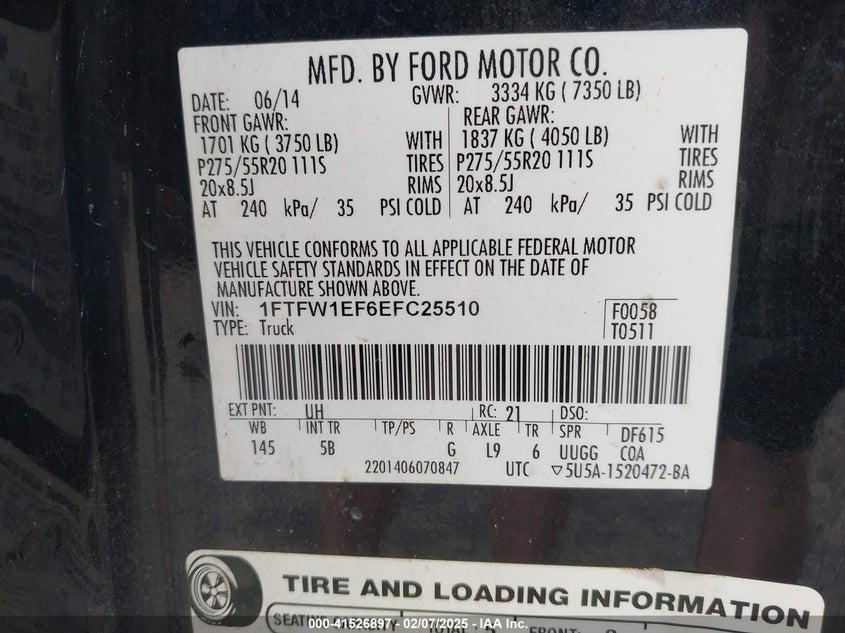 MFD. BY FORD MOTOR CO.
DATE: 06/14 GVWR: 3334 KG ( 7350 LB)
FRONT GAWR: REAR GAWR:
1701 KG ( 3750 LB) WITH 1837 KG ( 4050 LB) WITH
P275/55R20 111S TIRES P275/55R20 111S TIRES
20x8.5J RIMS 20x8.5J RIMS
AT 240 kPa/ 35 PSI COLD AT 240 kPa/ 35 PSI COLD
THIS VEHICLE CONFORMS TO ALL APPLICABLE FEDERAL MOTOR
VEHICLE SAFETY STANDARDS IN EFFECT ON THE DATE OF
MANUFACTURE SHOWN ABOVE.
VIN: 1FTFW1EF6EFC25510 F0058
TYPE: Truck T0511
EXT PNT: UH RC: 21 DSO:
WB INT TR TP/PS R AXLE TR SPR DF615
145 5B G L9 6 UUGG COA
2201406070847 UTC ▽5U5A-1520472-BA
TIRE AND LOADING INFORMATION
SEATING TOTAL 5 FRONT:
000-41526897- 02/07/2025 - IAA Inc.